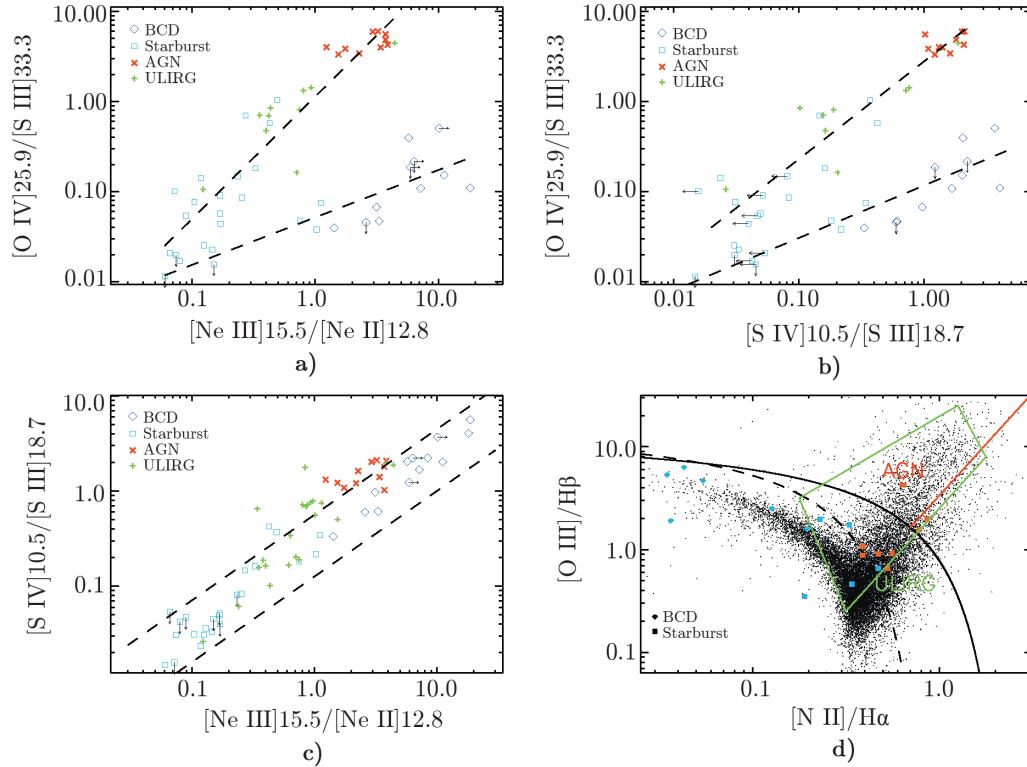 10.00
1.00
0.10
0.01
[O IV]25.9/[S III]33.3
BCD
Starburst
AGN
ULIRG
0.1
1.0
10.0
[Ne III]15.5/[Ne II]12.8
a)
10.00
1.00
0.10
0.01
[O IV]25.9/[S III]33.3
BCD
Starburst
AGN
ULIRG
0.01
0.10
1.00
[S IV]10.5/[S III]18.7
b)
10.0
1.0
0.1
[S IV]10.5/[S III]18.7
BCD
Starburst
AGN
ULIRG
0.1
1.0
10.0
[Ne III]15.5/[Ne II]12.8
c)
10.0
1.0
0.1
[O III]/Hβ
AGN
ULIRG
BCD
Starburst
0.1
1.0
[N II]/Hα
d)